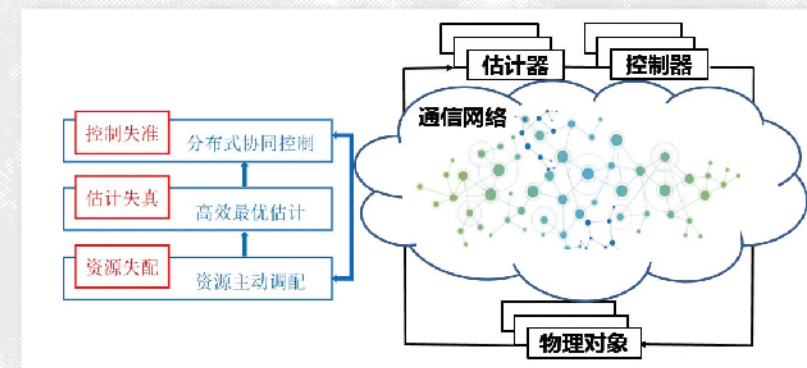 估计器
控制器
通信网络
控制失准
分布式协同控制
估计失真
高效最优估计
资源失配
资源主动调配
物理对象